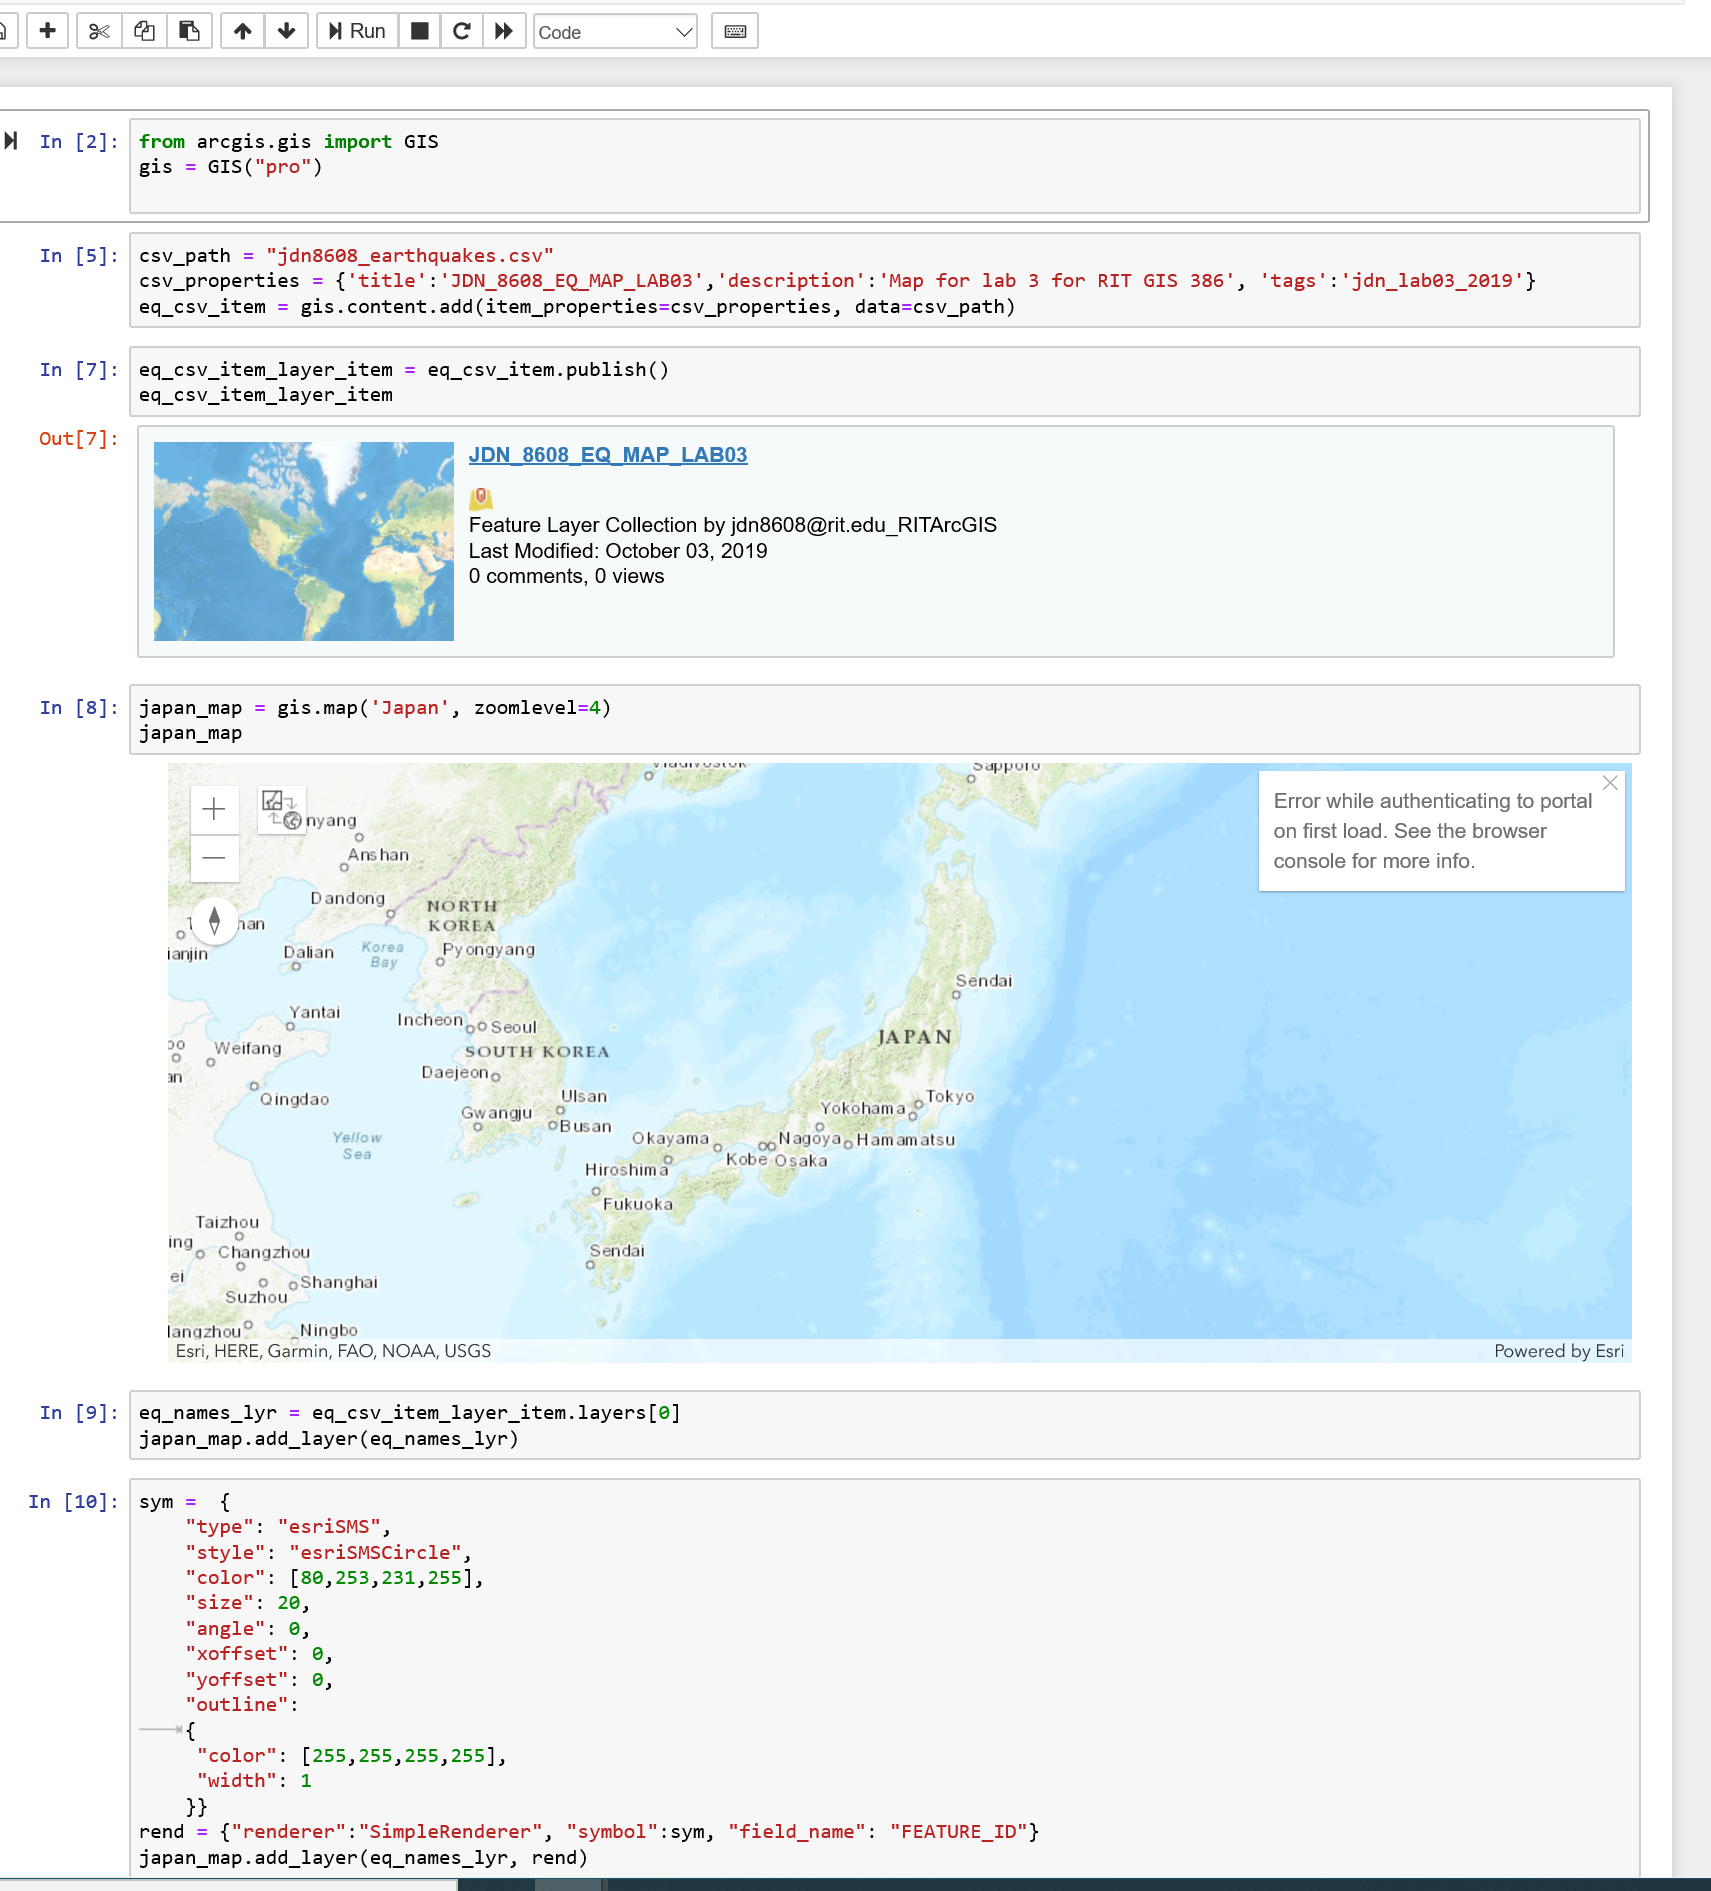 Run
Code
In [2]:
from arcgis.gis import GIS
gis = GIS("pro")
In [5]:
csv_path = "jdn8608_earthquakes.csv"
csv_properties = {'title':'JDN_8608_EQ_MAP_LAB03','description':'Map for lab 3 for RIT GIS 386', 'tags':'jdn_lab03_2019'}
eq_csv_item = gis.content.add(item_properties=csv_properties, data=csv_path)
In [7]:
eq_csv_item_layer_item = eq_csv_item.publish()
eq_csv_item_layer_item
Out[7]:
JDN_8608_EQ_MAP_LAB03
Feature Layer Collection by jdn8608@rit.edu_RITArcGIS
Last Modified: October 03, 2019
0 comments, 0 views
In [8]:
japan_map = gis.map('Japan', zoomlevel=4)
japan_map
Vladivostok
Sapporo
Error while authenticating to portal
on first load. See the browser
console for more info.
nyang
Anshan
Dandong
NORTH
KOREA
han
ianjin
Dalian
Korea
Bay
Pyongyang
Sendai
Yantai
Incheon
Seoul
JAPAN
oo
Weifang
SOUTH KOREA
an
Daejeon
Qingdao
Ulsan
Tokyo
Gwangju
Yokohama
Busan
Yellow
Sea
Okayama
Nagoya
Hamamatsu
Kobe
Osaka
Hiroshima
Fukuoka
Taizhou
ing
Changzhou
Sendai
ei
Shanghai
Suzhou
Ningbo
langzhou
Esri, HERE, Garmin, FAO, NOAA, USGS
Powered by Esri
In [9]:
eq_names_lyr = eq_csv_item_layer_item.layers[0]
japan_map.add_layer(eq_names_lyr)
In [10]:
sym =  {
"type": "esriSMS",
"style": "esriSMSCircle",
"color": [80,253,231,255],
"size": 20,
"angle": 0,
"xoffset": 0,
"yoffset": 0,
"outline":
{
"color": [255,255,255,255],
"width": 1
}}
rend = {"renderer":"SimpleRenderer", "symbol":sym, "field_name": "FEATURE_ID"}
japan_map.add_layer(eq_names_lyr, rend)